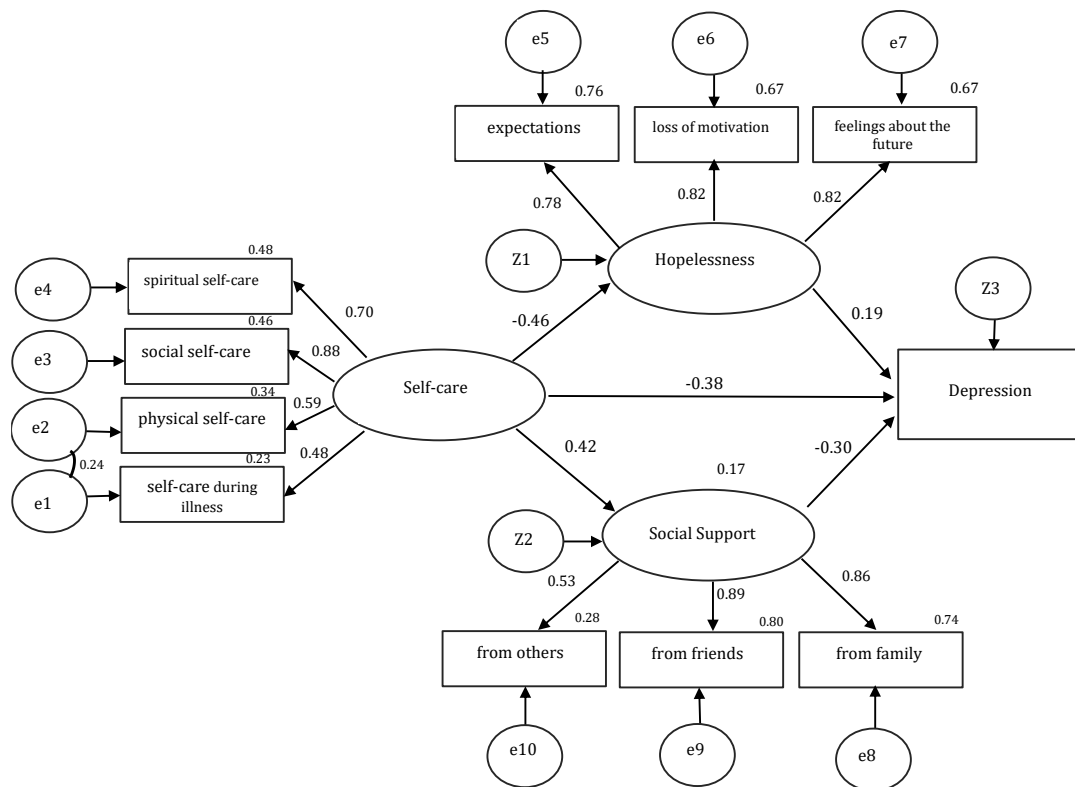 e5
e6
e7
0.76
0.67
0.67
expectations
loss of motivation
feelings about the
future
0.78
0.82
0.82
Z1
Hopelessness
Z3
0.48
e4
spiritual self-care
0.70
-0.46
0.19
0.46
e3
social self-care
0.88
Self-care
-0.38
Depression
0.34
e2
physical self-care
0.59
0.24
0.23
0.48
0.42
-0.30
e1
self-care during
illness
0.17
Z2
Social Support
0.53
0.89
0.86
0.28
0.80
0.74
from others
from friends
from family
e10
e9
e8